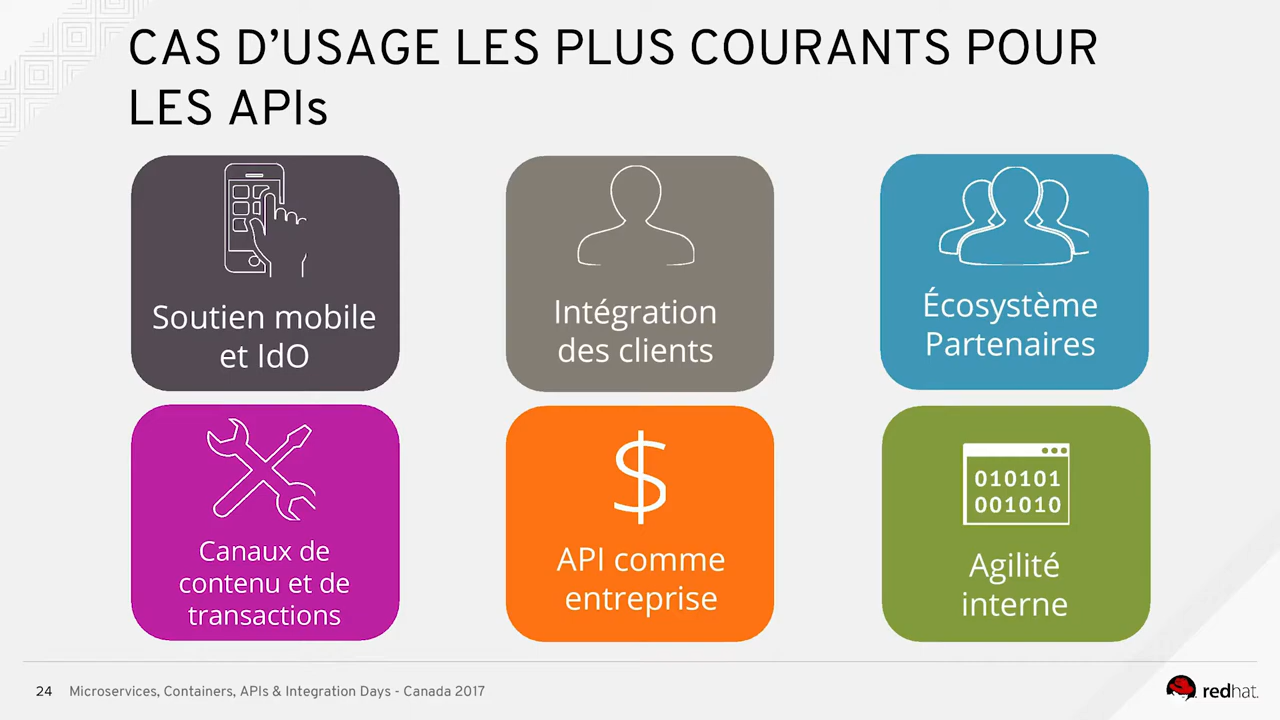 CAS D’USAGE LES PLUS COURANTS POUR
LES APIs
Soutien mobile
et IdO
Intégration
des clients
Écosystème
Partenaires
Canaux de
contenu et de
transactions
$
API comme
entreprise
010101
001010
Agilité
interne
24 Microservices, Containers, APIs & Integration Days - Canada 2017
redhat.